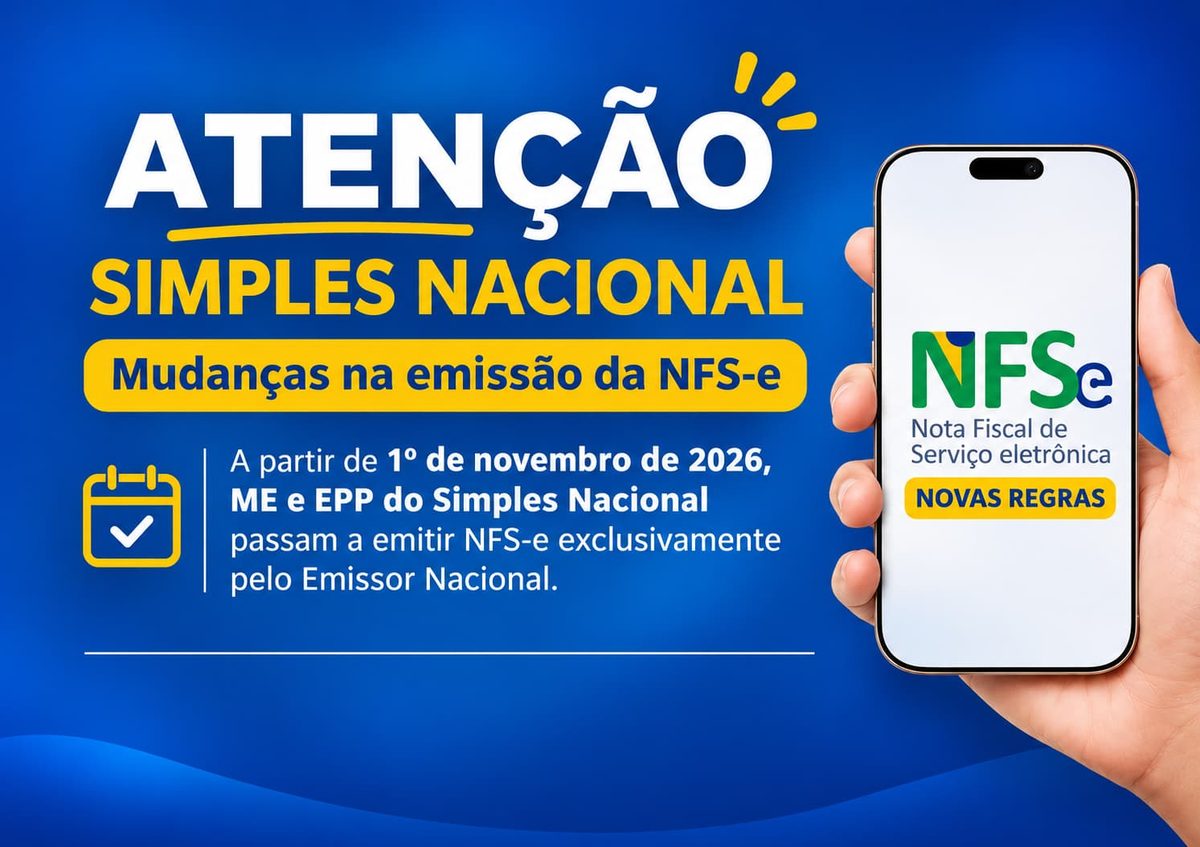 ATENÇÃO
SIMPLES NACIONAL
Mudanças na emissão da NFS-e
A partir de 1º de novembro de 2026,
ME e EPP do Simples Nacional
passam a emitir NFS-e exclusivamente
pelo Emissor Nacional.
NFSe
Nota Fiscal de
Serviço eletrônica
NOVAS REGRAS